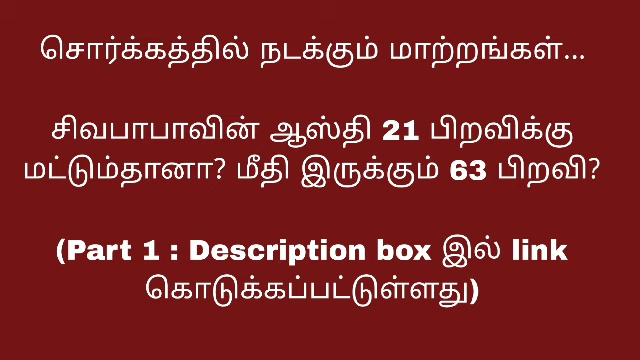 சொர்க்கத்தில் நடக்கும் மாற்றங்கள்...
சிவபாபாவின் ஆஸ்தி 21 பிறவிக்கு
மட்டும்தானா? மீதி இருக்கும் 63 பிறவி?
(Part 1 : Description box இல் link
கொடுக்கப்பட்டுள்ளது)